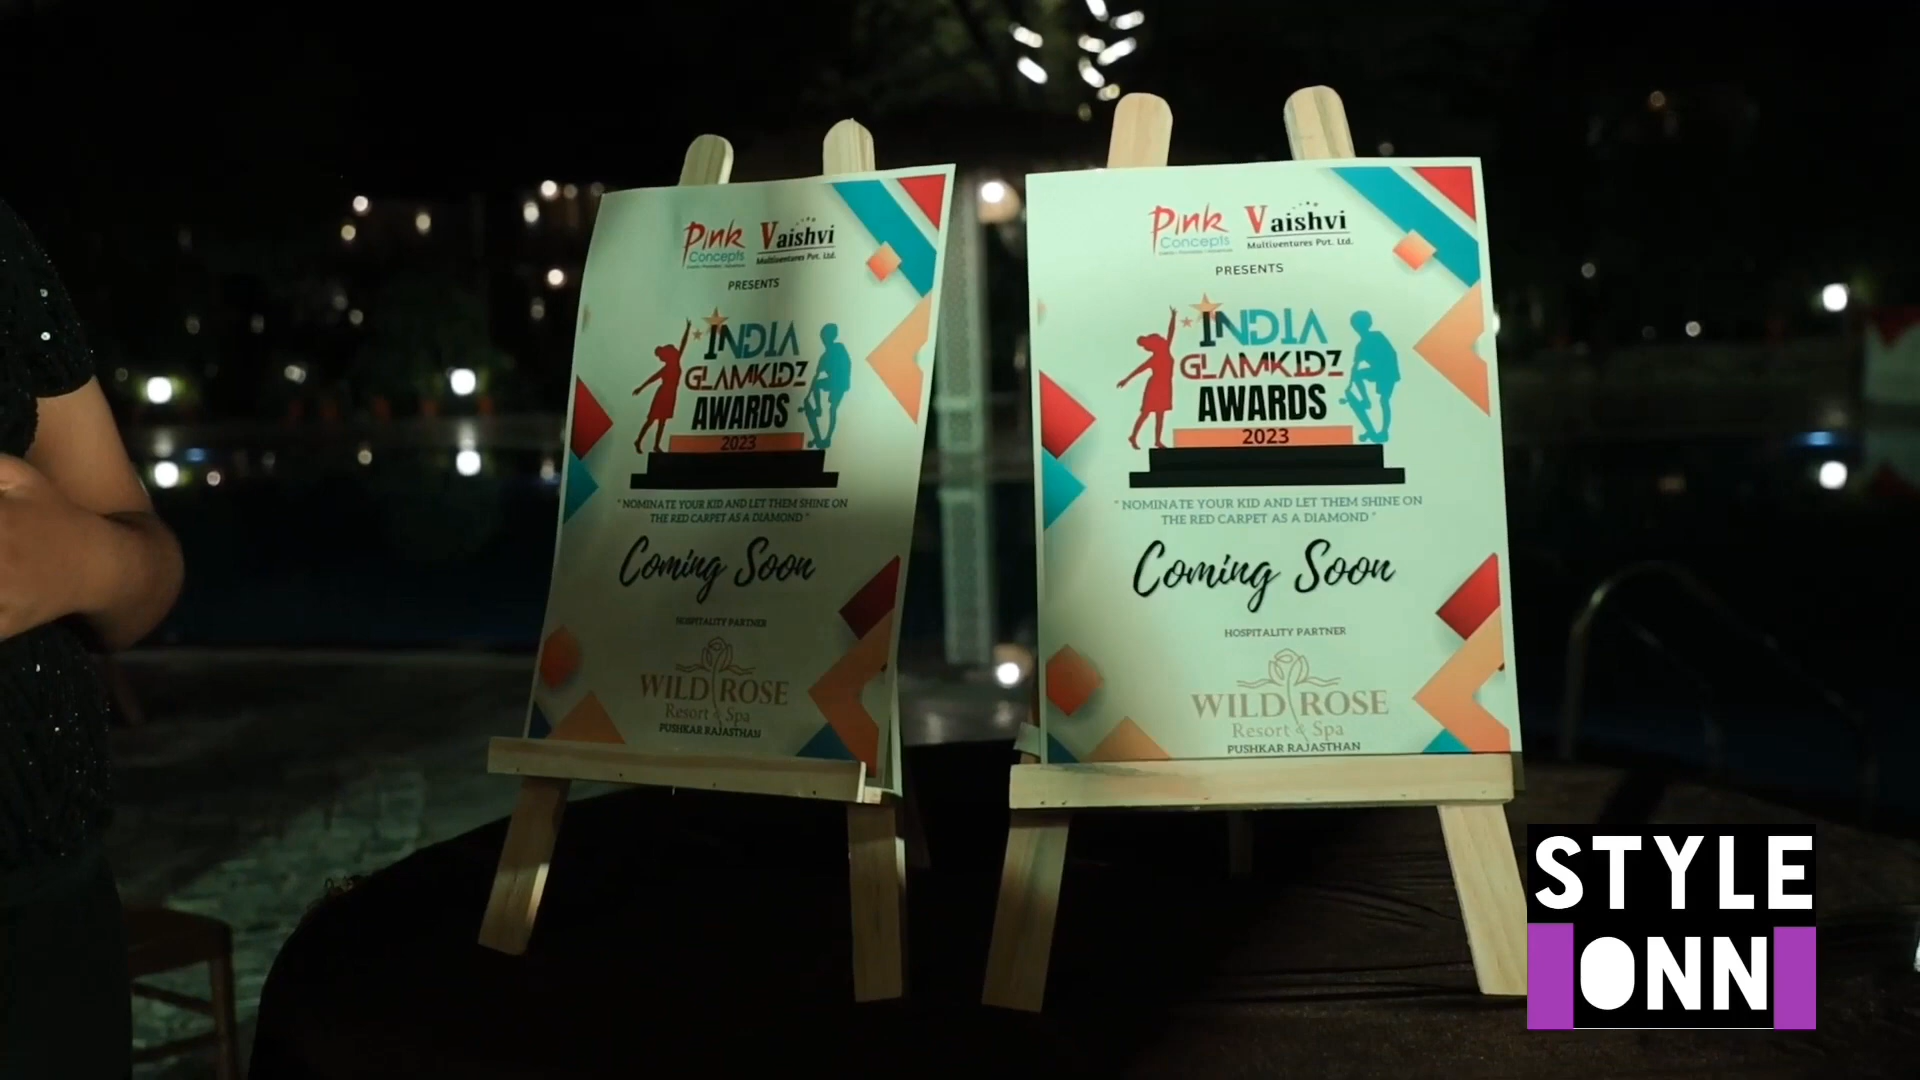 Pink
Concepts
Vaishvi
Multiventures Pvt. Ltd.
PRESENTS
INDIA
GLAMKIDZ
AWARDS
2023
" NOMINATE YOUR KID AND LET THEM SHINE ON
THE RED CARPET AS A DIAMOND "
Coming Soon
HOSPITALITY PARTNER
WILD ROSE
Resort & Spa
PUSHKAR RAJASTHAN
Pink
Concepts
Vaishvi
Multiventures Pvt. Ltd.
PRESENTS
INDIA
GLAMKIDZ
AWARDS
2023
" NOMINATE YOUR KID AND LET THEM SHINE ON
THE RED CARPET AS A DIAMOND "
Coming Soon
HOSPITALITY PARTNER
WILD ROSE
Resort & Spa
PUSHKAR RAJASTHAN
STYLE
ONN